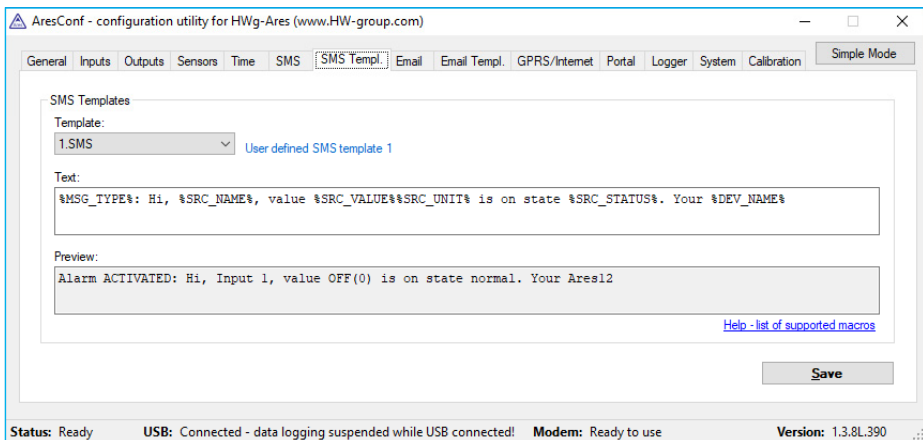 AresConf - configuration utility for HWg-Ares (www.HW-group.com)
General Inputs Outputs Sensors Time SMS SMS Templ. Email Email Templ. GPRS/Internet Portal Logger System Calibration Simple Mode
SMS Templates
Template:
1.SMS User defined SMS template 1
Text:
%MSG_TYPE%: Hi, %SRC_NAME%, value %SRC_VALUE%%SRC_UNIT% is on state %SRC_STATUS%. Your %DEV_NAME%
Preview:
Alarm ACTIVATED: Hi, Input 1, value OFF(0) is on state normal. Your Ares12
Help - list of supported macros
Save
Status: Ready USB: Connected - data logging suspended while USB connected! Modem: Ready to use Version: 1.3.8L.390